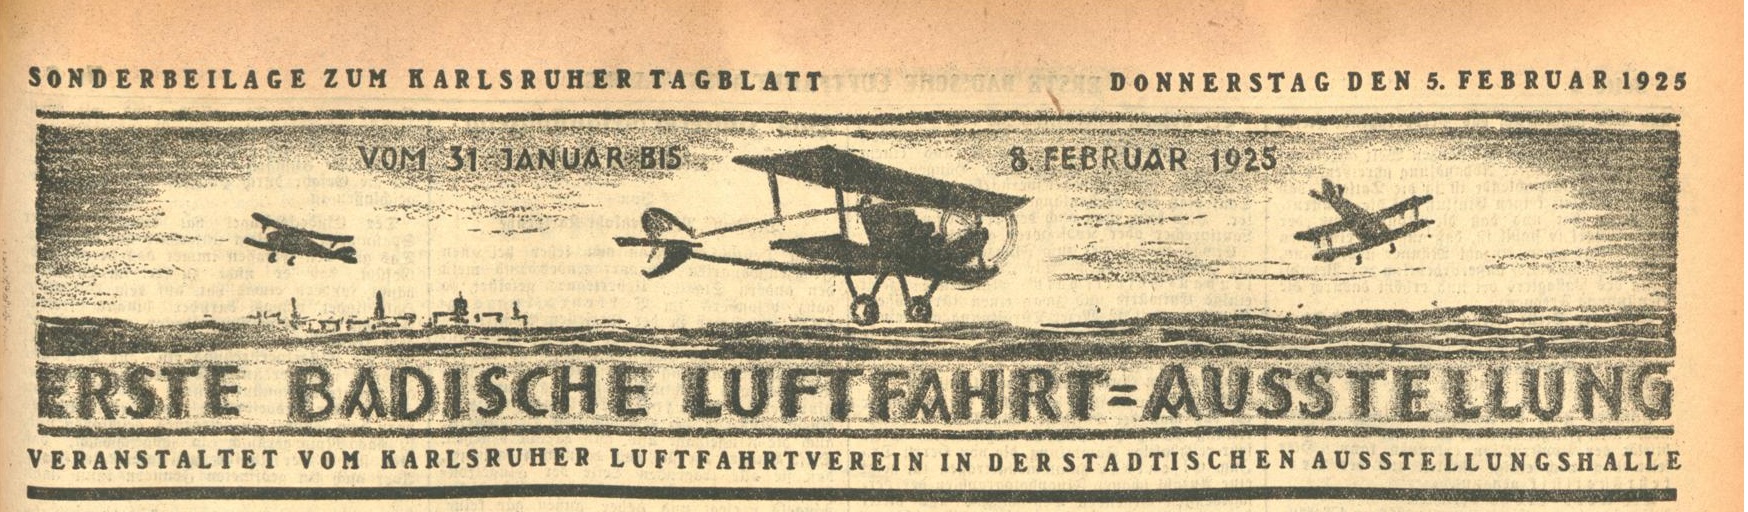 SONDERBEILAGE ZUM KARLSRUHER TAGBLATT DONNERSTAG DEN 5. FEBRUAR 1925
VOM 31 JANUAR BIS 8. FEBRUAR 1925
ERSTE BADISCHE LUFTFAHRT=AUSSTELLUNG
VERANSTALTET VOM KARLSRUHER LUFTFAHRTVEREIN IN DER STADTISCHEN AUSSTELLUNGSHALLE